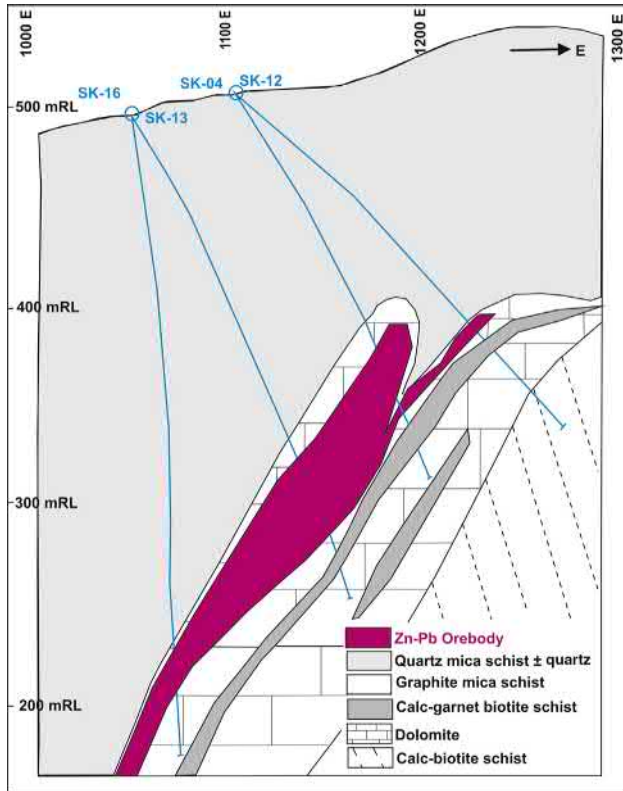 1000 E
1100 E
1200 E
1300 E
E
SK-16
SK-04
SK-12
SK-13
500 mRL
400 mRL
300 mRL
200 mRL
Zn-Pb Orebody
Quartz mica schist ± quartz
Graphite mica schist
Calc-garnet biotite schist
Dolomite
Calc-biotite schist